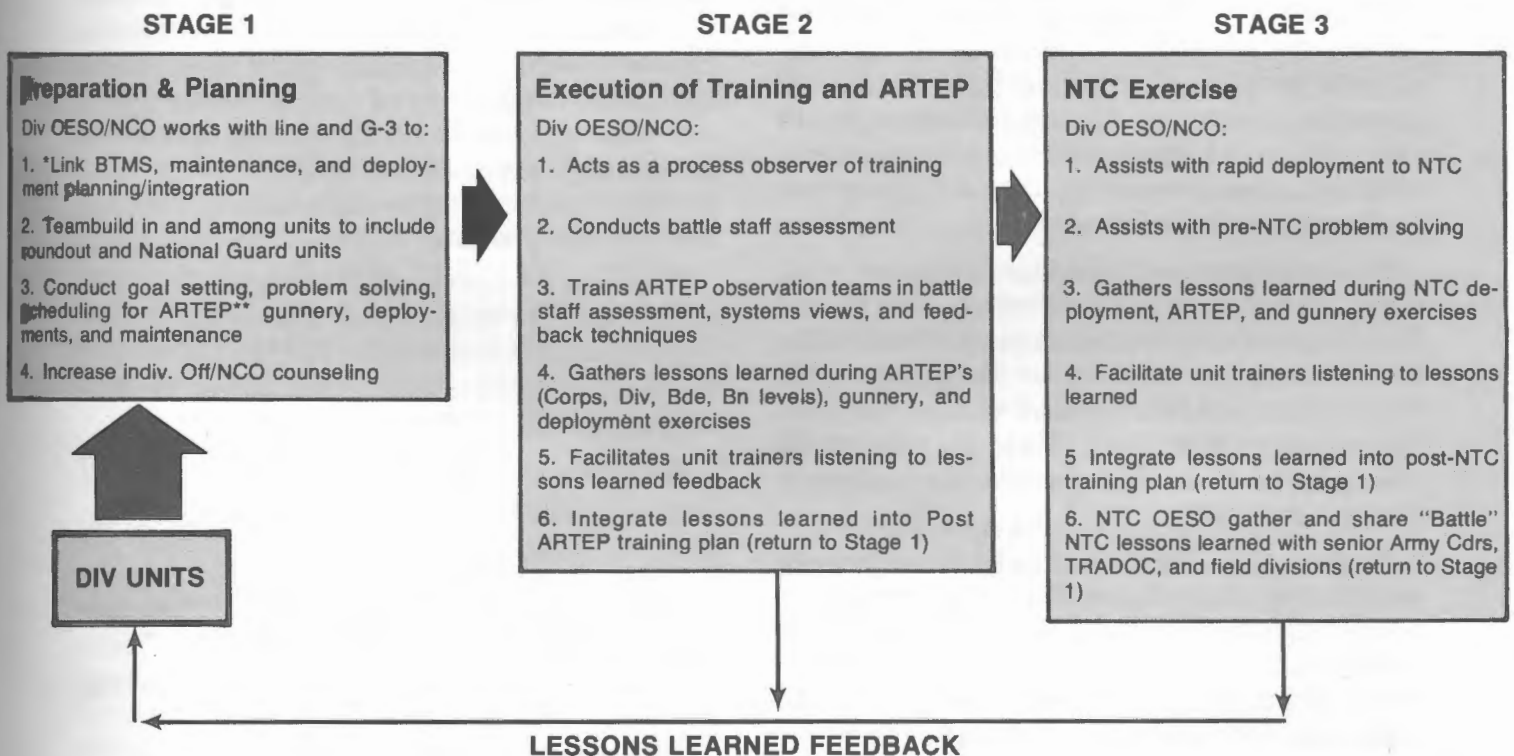 STAGE 1
Preparation & Planning
Div OESO/NCO works with line and G-3 to:
1. *Link BTMS, maintenance, and deploy-
ment planning/integration
2. Teambuild in and among units to include
roundout and National Guard units
3. Conduct goal setting, problem solving,
scheduling for ARTEP** gunnery, deploy-
ments, and maintenance
4. Increase indiv. Off/NCO counseling
DIV UNITS
STAGE 2
Execution of Training and ARTEP
Div OESO/NCO:
1. Acts as a process observer of training
2. Conducts battle staff assessment
3. Trains ARTEP observation teams in battle
staff assessment, systems views, and feed-
back techniques
4. Gathers lessons learned during ARTEP's
(Corps, Div, Bde, Bn levels), gunnery, and
deployment exercises
5. Facilitates unit trainers listening to les-
sons learned feedback
6. Integrate lessons learned into Post
ARTEP training plan (return to Stage 1)
STAGE 3
NTC Exercise
Div OESO/NCO:
1. Assists with rapid deployment to NTC
2. Assists with pre-NTC problem solving
3. Gathers lessons learned during NTC de-
ployment, ARTEP, and gunnery exercises
4. Facilitate unit trainers listening to lessons
learned
5 Integrate lessons learned into post-NTC
training plan (return to Stage 1)
6. NTC OESO gather and share "Battle"
NTC lessons learned with senior Army Cdrs,
TRADOC, and field divisions (return to Stage
1)
LESSONS LEARNED FEEDBACK